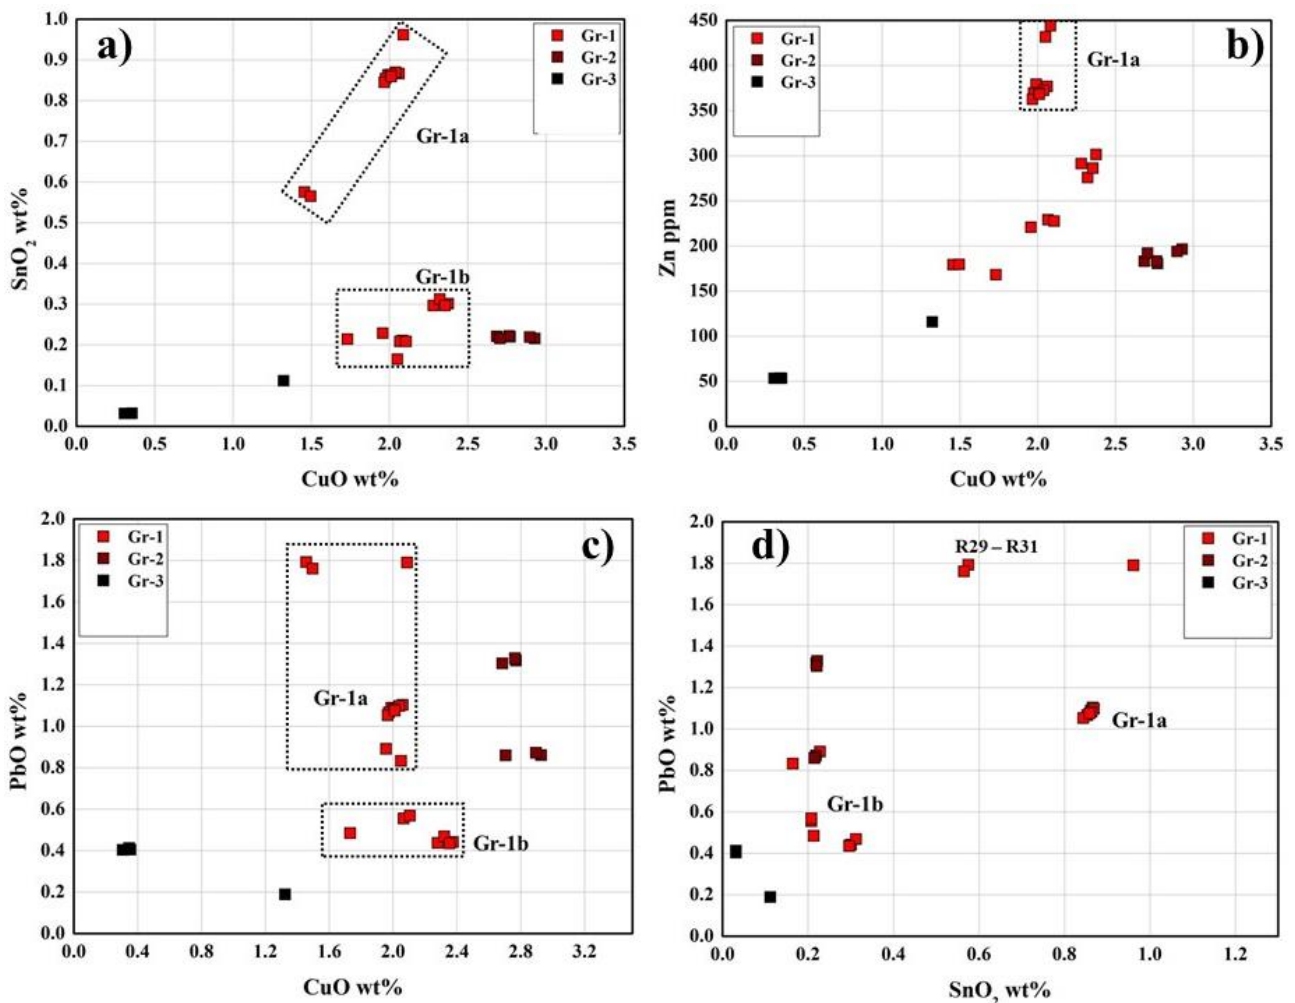 a)
Gr-1
Gr-2
Gr-3
Gr-1a
Gr-1b
SnO₂ wt%
1.0
0.9
0.8
0.7
0.6
0.5
0.4
0.3
0.2
0.1
0.0
0.0 0.5 1.0 1.5 2.0 2.5 3.0 3.5
CuO wt%
b)
Gr-1
Gr-2
Gr-3
Gr-1a
Zn ppm
450
400
350
300
250
200
150
100
50
0
0.0 0.5 1.0 1.5 2.0 2.5 3.0 3.5
CuO wt%
c)
Gr-1
Gr-2
Gr-3
Gr-1a
Gr-1b
PbO wt%
2.0
1.8
1.6
1.4
1.2
1.0
0.8
0.6
0.4
0.2
0.0
0.0 0.4 0.8 1.2 1.6 2.0 2.4 2.8 3.2
CuO wt%
d)
R29 – R31
Gr-1
Gr-2
Gr-3
Gr-1a
Gr-1b
PbO wt%
2.0
1.8
1.6
1.4
1.2
1.0
0.8
0.6
0.4
0.2
0.0
0.0 0.2 0.4 0.6 0.8 1.0 1.2
SnO₂ wt%